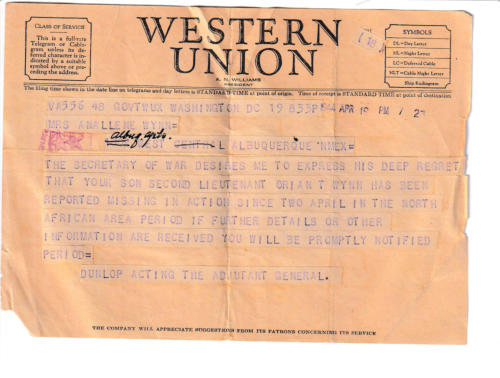 CLASS OF SERVICE
This is a full-rate
Telegram or Cable-
gram unless its de-
ferred character is in-
dicated by a suitable
symbol above or pre-
ceding the address.
WESTERN
UNION
A. N. WILLIAMS
PRESIDENT
SYMBOLS
DL=Day Letter
NL=Night Letter
LC=Deferred Cable
NLT=Cable Night Letter
Ship Radiogram
The filing time shown in the date line on telegrams and day letters is STANDARD TIME at point of origin. Time of receipt is STANDARD TIME at point of destination
VA536 48 GOVT=WUX WASHINGTON DC 19 833P
APR 19 PM 7 2
MRS ANALLENE WYNN=
EST CENTRAL ALBUQUERQUE NMEX=
THE SECRETARY OF WAR DESIRES ME TO EXPRESS HIS DEEP REGRET
THAT YOUR SON SECOND LIEUTENANT ORIAN T WYNN HAS BEEN
REPORTED MISSING IN ACTION SINCE TWO APRIL IN THE NORTH
AFRICAN AREA PERIOD IF FURTHER DETAILS OR OTHER
INFORMATION ARE RECEIVED YOU WILL BE PROMPTLY NOTIFIED
PERIOD=
DUNLOP ACTING THE ADJUTANT GENERAL.
THE COMPANY WILL APPRECIATE SUGGESTIONS FROM ITS PATRONS CONCERNING ITS SERVICE